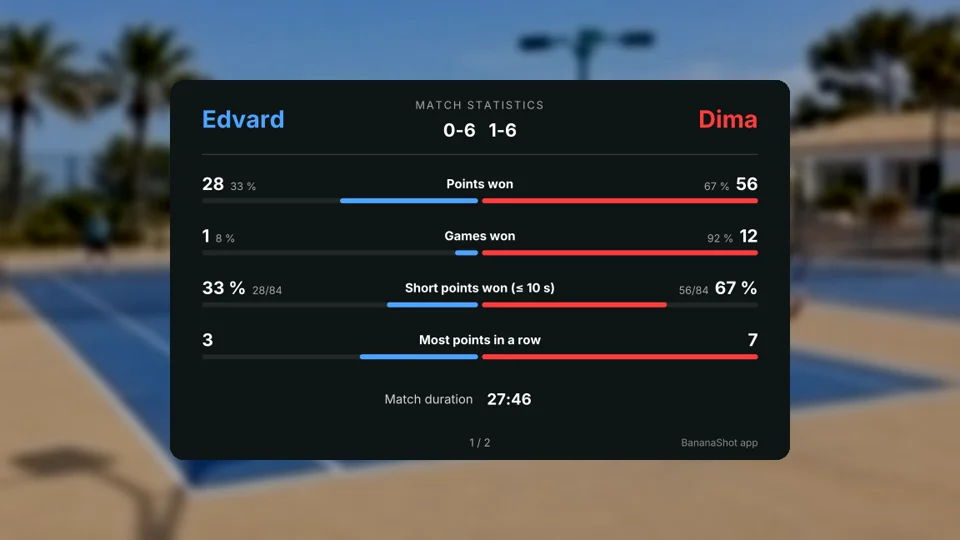 MATCH STATISTICS
Edvard 0-6 1-6 Dima
28 33 % Points won 67 % 56
1 8 % Games won 92 % 12
33 % 28/84 Short points won (≤ 10 s) 56/84 67 %
3 Most points in a row 7
Match duration 27:46
1 / 2 BananaShot app